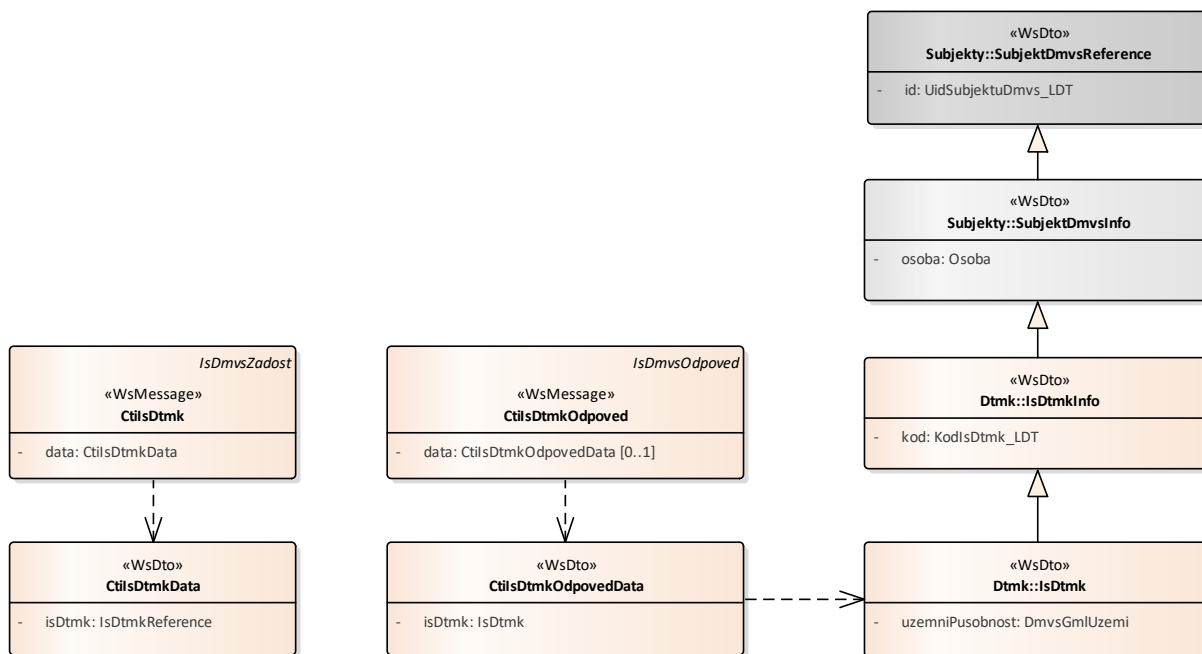 «WsDto»
Subjekty::SubjektDmvsReference
- id: UidSubjektuDmvs_LDT
«WsDto»
Subjekty::SubjektDmvsInfo
- osoba: Osoba
IsDmvsZadost
«WsMessage»
CtiIsDtmk
- data: CtiIsDtmkData
IsDmvsOdpoved
«WsMessage»
CtiIsDtmkOdpoved
- data: CtiIsDtmkOdpovedData [0..1]
«WsDto»
Dtmk::IsDtmkInfo
- kod: KodIsDtmk_LDT
«WsDto»
CtiIsDtmkData
- isDtmk: IsDtmkReference
«WsDto»
CtiIsDtmkOdpovedData
- isDtmk: IsDtmk
«WsDto»
Dtmk::IsDtmk
- uzemniPusobnost: DmvsGmlUzemi